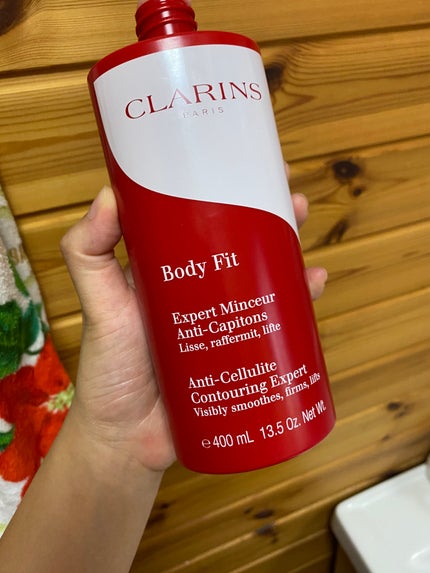 CLARINS
PARIS
Body Fit
Expert Minceur
Anti-Capitons
Lisse, raffermit, lifte
Anti-Cellulite
Contouring Expert
Visibly smoothes, firms, lifts
℮400 mL 13.5 Oz. Net Wt.